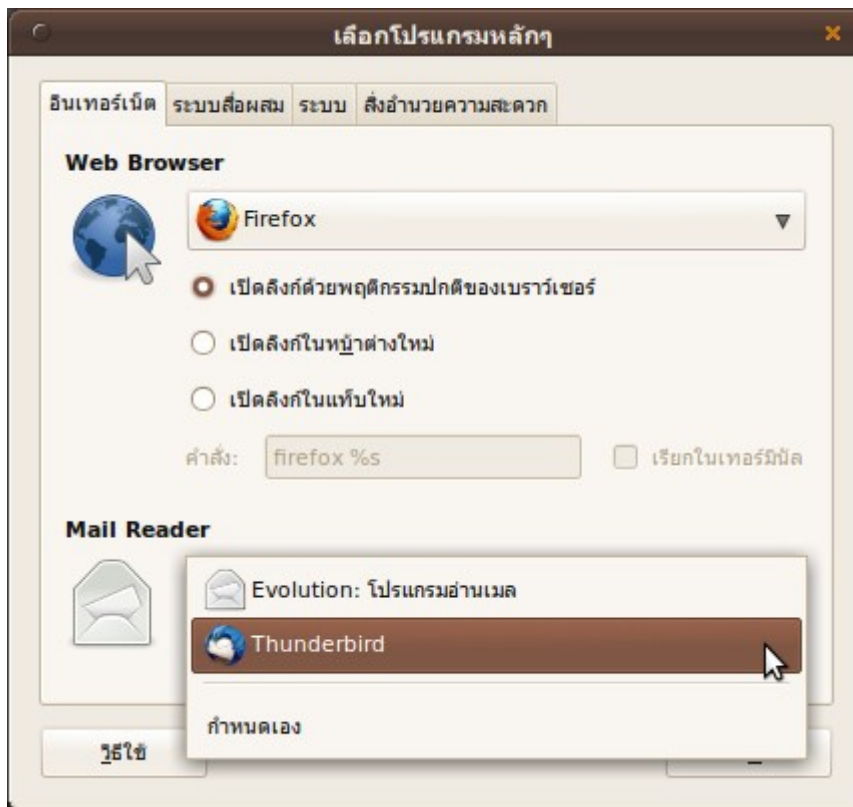 เลือกโปรแกรมหลักๆ
อินเทอร์เน็ต ระบบสื่อผสม ระบบ สิ่งอำนวยความสะดวก
Web Browser
Firefox
เปิดลิงก์ด้วยพฤติกรรมปกติของเบราว์เซอร์
เปิดลิงก์ในหน้าต่างใหม่
เปิดลิงก์ในแท็บใหม่
คำสั่ง: firefox %s เรียกในเทอร์มินัล
Mail Reader
Evolution: โปรแกรมอ่านเมล
Thunderbird
กำหนดเอง
วิธีใช้